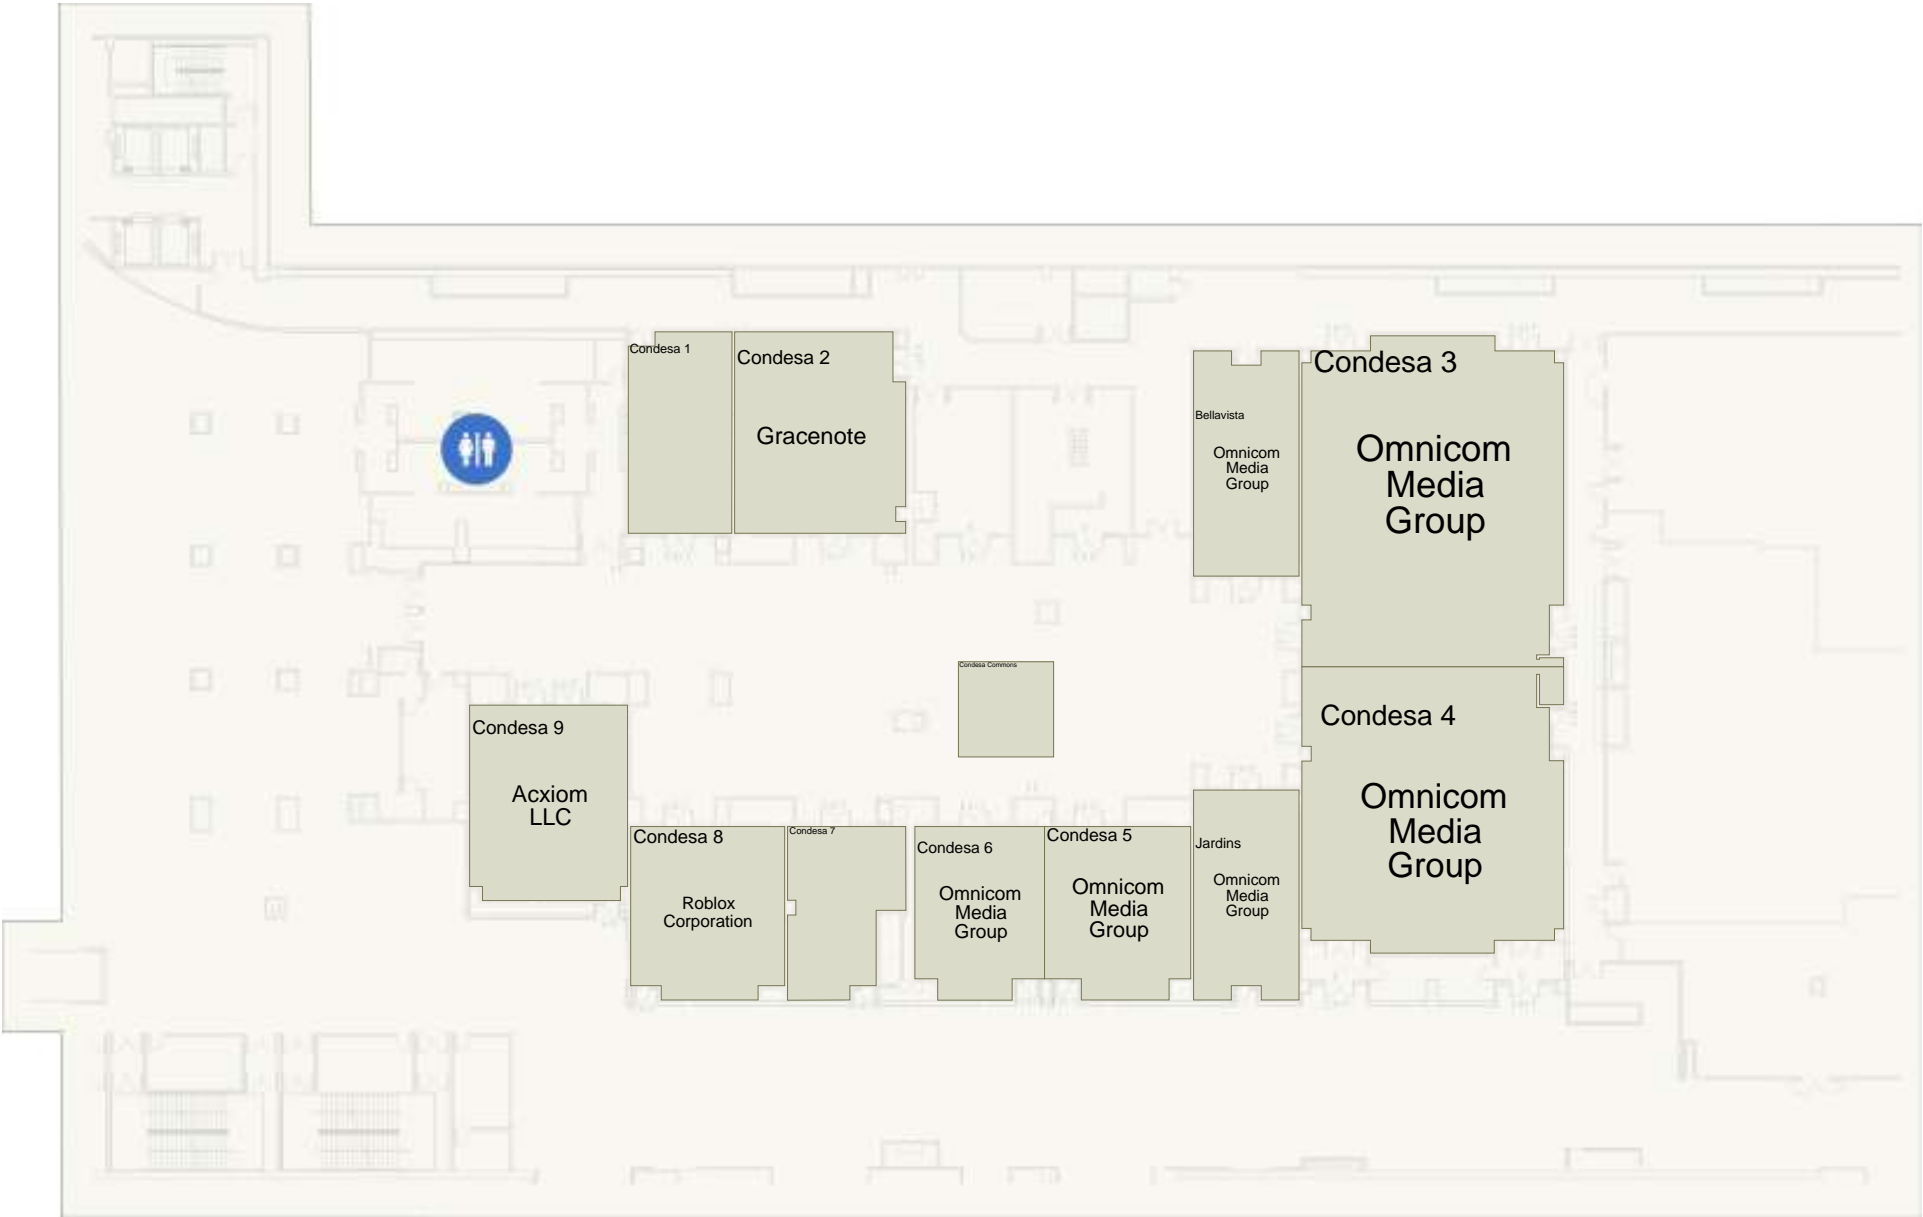 Condesa 1
Condesa 2
Gracenote
Bellavista
Omnicom
Media
Group
Condesa 3
Omnicom
Media
Group
Condesa Commons
Condesa 4
Omnicom
Media
Group
Condesa 9
Acxiom
LLC
Condesa 8
Roblox
Corporation
Condesa 7
Condesa 6
Omnicom
Media
Group
Condesa 5
Omnicom
Media
Group
Jardins
Omnicom
Media
Group